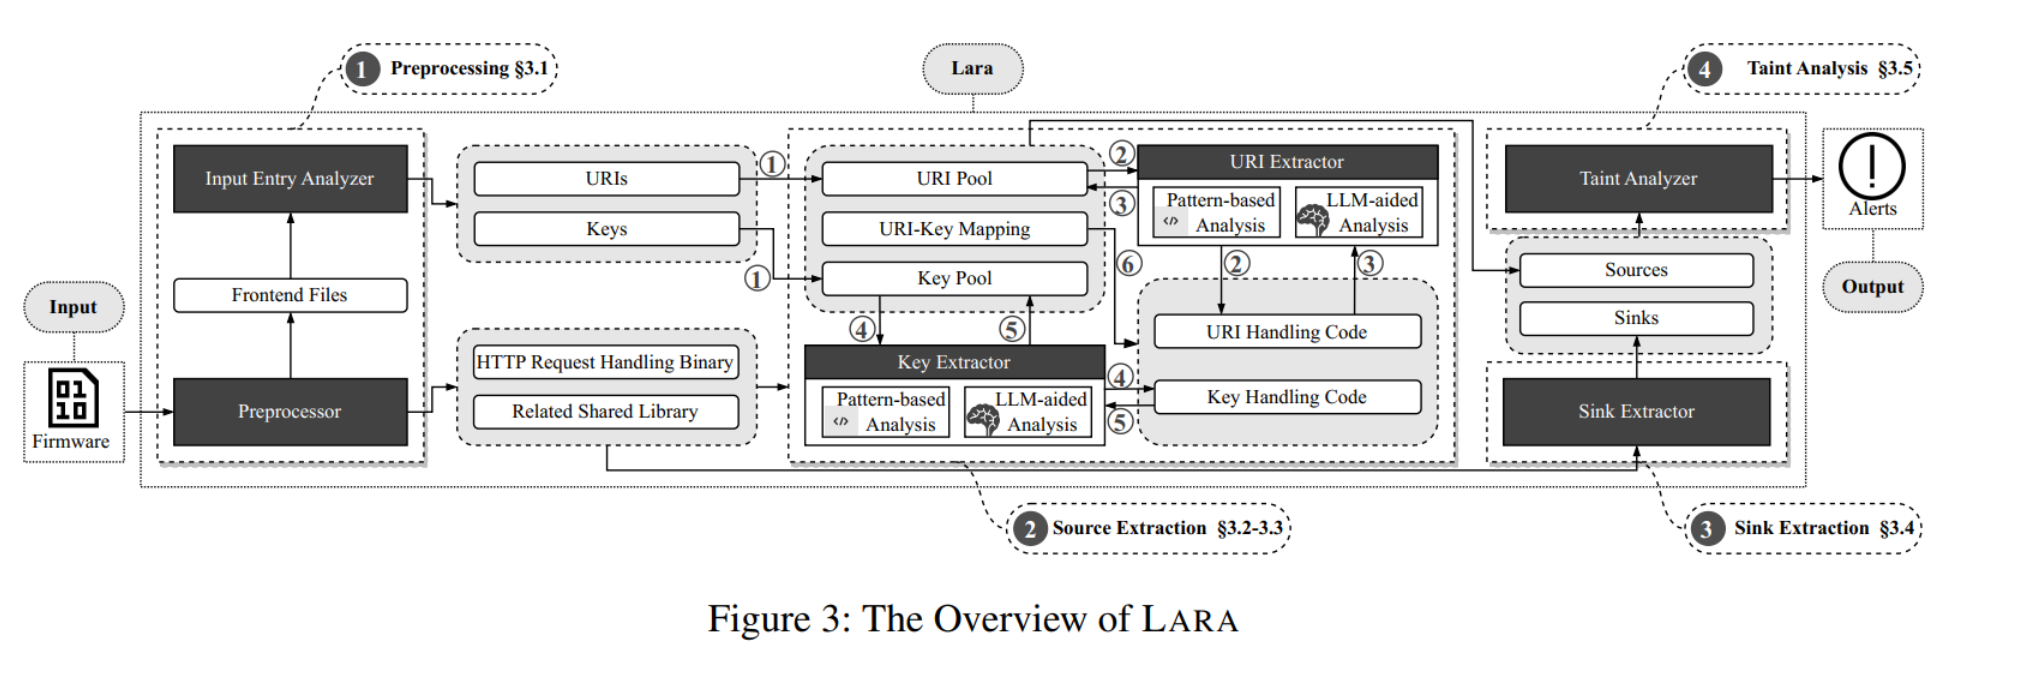 1 Preprocessing §3.1
Lara
4 Taint Analysis §3.5
Input Entry Analyzer
Frontend Files
Preprocessor
Input
01
10
Firmware
URIs
Keys
HTTP Request Handling Binary
Related Shared Library
①
①
URI Pool
URI-Key Mapping
Key Pool
②
③
④
⑤
⑥
URI Extractor
</>
Pattern-based
Analysis
LLM-aided
Analysis
②
③
URI Handling Code
Key Handling Code
Key Extractor
</>
Pattern-based
Analysis
LLM-aided
Analysis
④
⑤
Taint Analyzer
Sources
Sinks
Sink Extractor
!
Alerts
Output
2 Source Extraction §3.2-3.3
3 Sink Extraction §3.4
Figure 3: The Overview of LARA